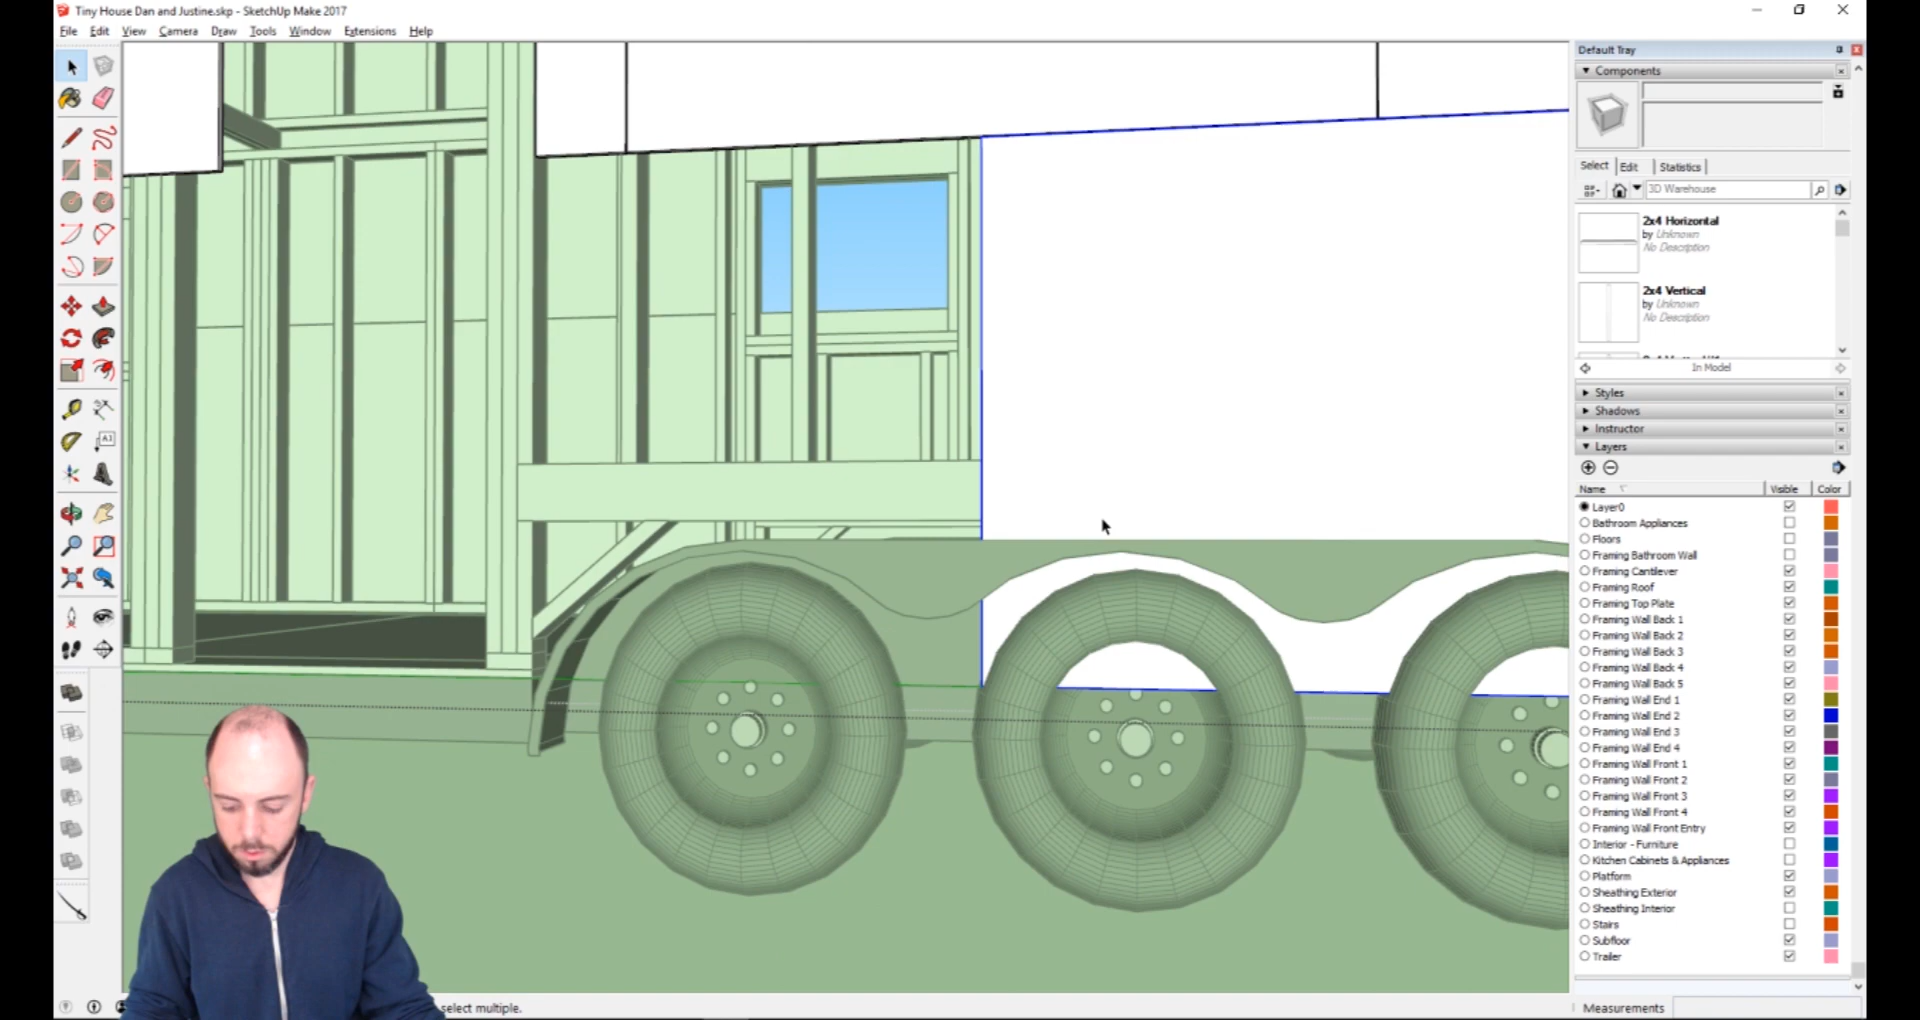 Tiny House Dan and Justine.skp - SketchUp Make 2017
File Edit View Camera Draw Tools Window Extensions Help
Default Tray
Components
Select Edit Statistics
3D Warehouse
2x4 Horizontal
by Unknown
No Description
2x4 Vertical
by Unknown
No Description
In Model
Styles
Shadows
Instructor
Layers
Name Visible Color
Layer0
Bathroom Appliances
Floors
Framing Bathroom Wall
Framing Cantilever
Framing Roof
Framing Top Plate
Framing Wall Back 1
Framing Wall Back 2
Framing Wall Back 3
Framing Wall Back 4
Framing Wall Back 5
Framing Wall End 1
Framing Wall End 2
Framing Wall End 3
Framing Wall End 4
Framing Wall Front 1
Framing Wall Front 2
Framing Wall Front 3
Framing Wall Front 4
Framing Wall Front Entry
Interior - Furniture
Kitchen Cabinets & Appliances
Platform
Sheathing Exterior
Sheathing Interior
Stairs
Subfloor
Trailer
select multiple.
Measurements